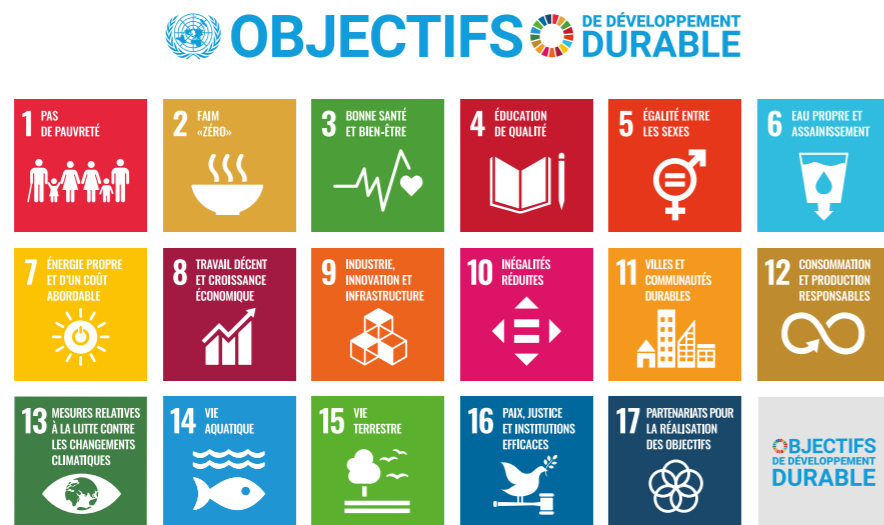 OBJECTIFS
DE DÉVELOPPEMENT
DURABLE
1 PAS
DE PAUVRETÉ
2 FAIM
«ZÉRO»
3 BONNE SANTÉ
ET BIEN-ÊTRE
4 ÉDUCATION
DE QUALITÉ
5 ÉGALITÉ ENTRE
LES SEXES
6 EAU PROPRE ET
ASSAINISSEMENT
7 ÉNERGIE PROPRE
ET D'UN COÛT
ABORDABLE
8 TRAVAIL DÉCENT
ET CROISSANCE
ÉCONOMIQUE
9 INDUSTRIE,
INNOVATION ET
INFRASTRUCTURE
10 INÉGALITÉS
RÉDUITES
11 VILLES ET
COMMUNAUTÉS
DURABLES
12 CONSOMMATION
ET PRODUCTION
RESPONSABLES
13 MESURES RELATIVES
À LA LUTTE CONTRE
LES CHANGEMENTS
CLIMATIQUES
14 VIE
AQUATIQUE
15 VIE
TERRESTRE
16 PAIX, JUSTICE
ET INSTITUTIONS
EFFICACES
17 PARTENARIATS POUR
LA RÉALISATION
DES OBJECTIFS
OBJECTIFS
DE DÉVELOPPEMENT
DURABLE